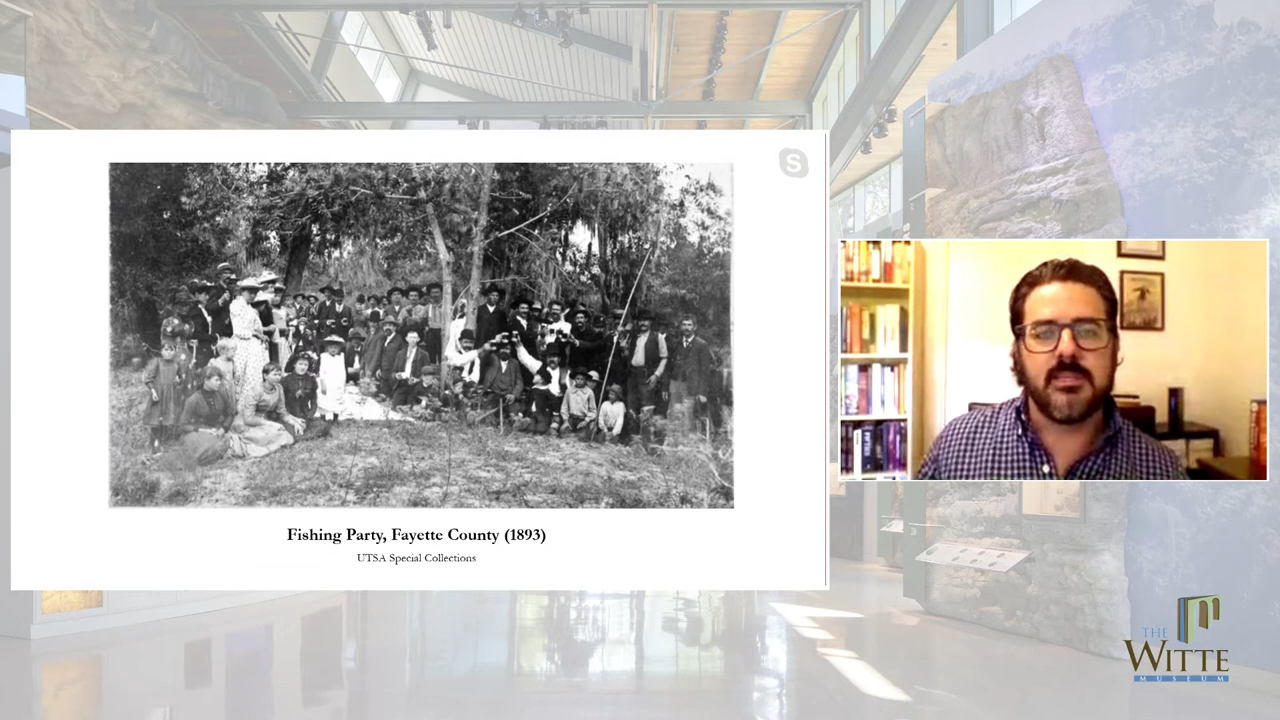 S
Fishing Party, Fayette County (1893)
UTSA Special Collections
THE
WITTE
MUSEUM